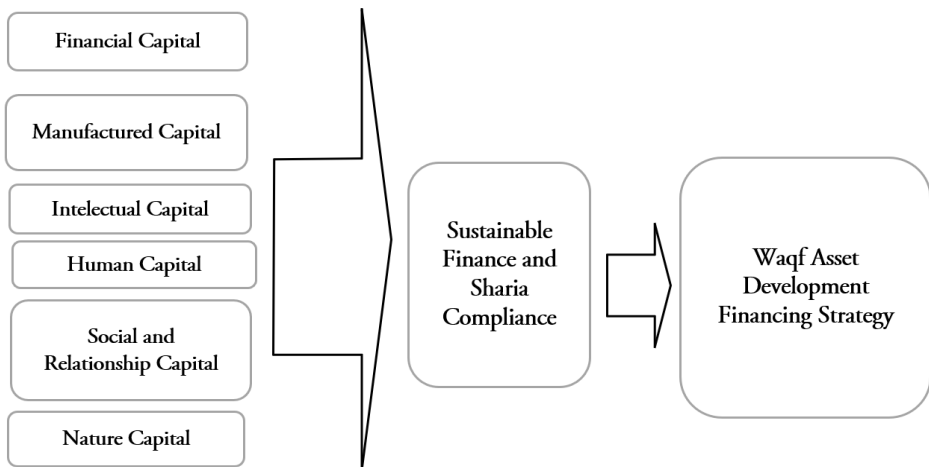 Financial Capital
Manufactured Capital
Intelectual Capital
Human Capital
Social and
Relationship Capital
Nature Capital
Sustainable
Finance and
Sharia
Compliance
Waqf Asset
Development
Financing Strategy